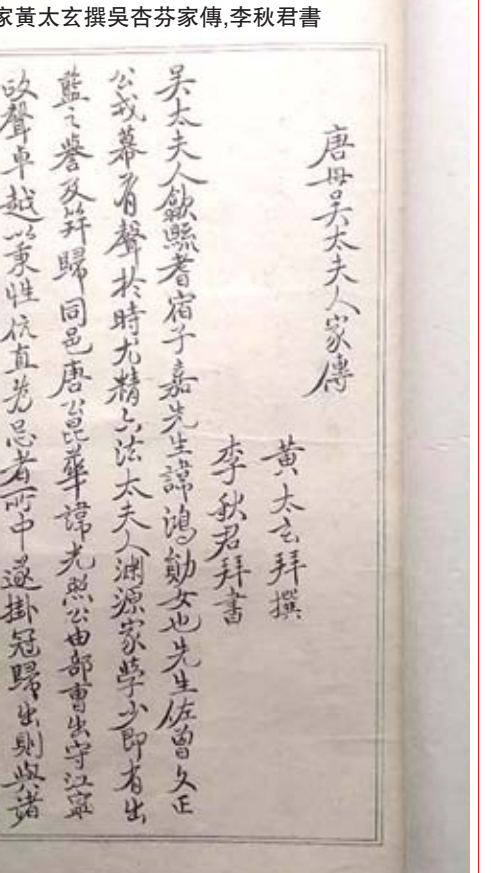 家黃太玄撰吳杏芬家傳,李秋君書
唐母吳太夫人家傳
黃太玄拜撰
李秋君拜書
吴太夫人歙縣耆宿子嘉先生諱鴻勛女也先生佐曾文正
公戎幕有聲於時尤精六法太夫人渊源家學少即有出
藍之譽及笄歸同邑唐公昆華諱光照公由部曹出守江寧
政聲卓越以秉性伉直為忌者所中遂掛冠歸出則與諸